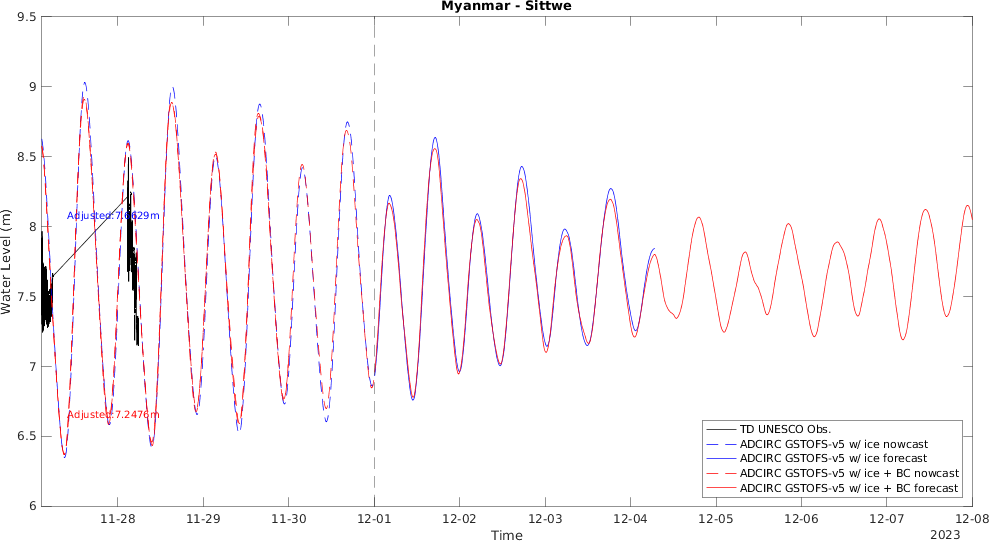 Myanmar - Sittwe
9.5
9
8.5
8
7.5
7
6.5
6
Water Level (m)
Adjusted:7.6629m
Adjusted:7.2476m
TD UNESCO Obs.
ADCIRC GSTOFS-v5 w/ ice nowcast
ADCIRC GSTOFS-v5 w/ ice forecast
ADCIRC GSTOFS-v5 w/ ice + BC nowcast
ADCIRC GSTOFS-v5 w/ ice + BC forecast
11-28 11-29 11-30 12-01 12-02 12-03 12-04 12-05 12-06 12-07 12-08
Time
2023